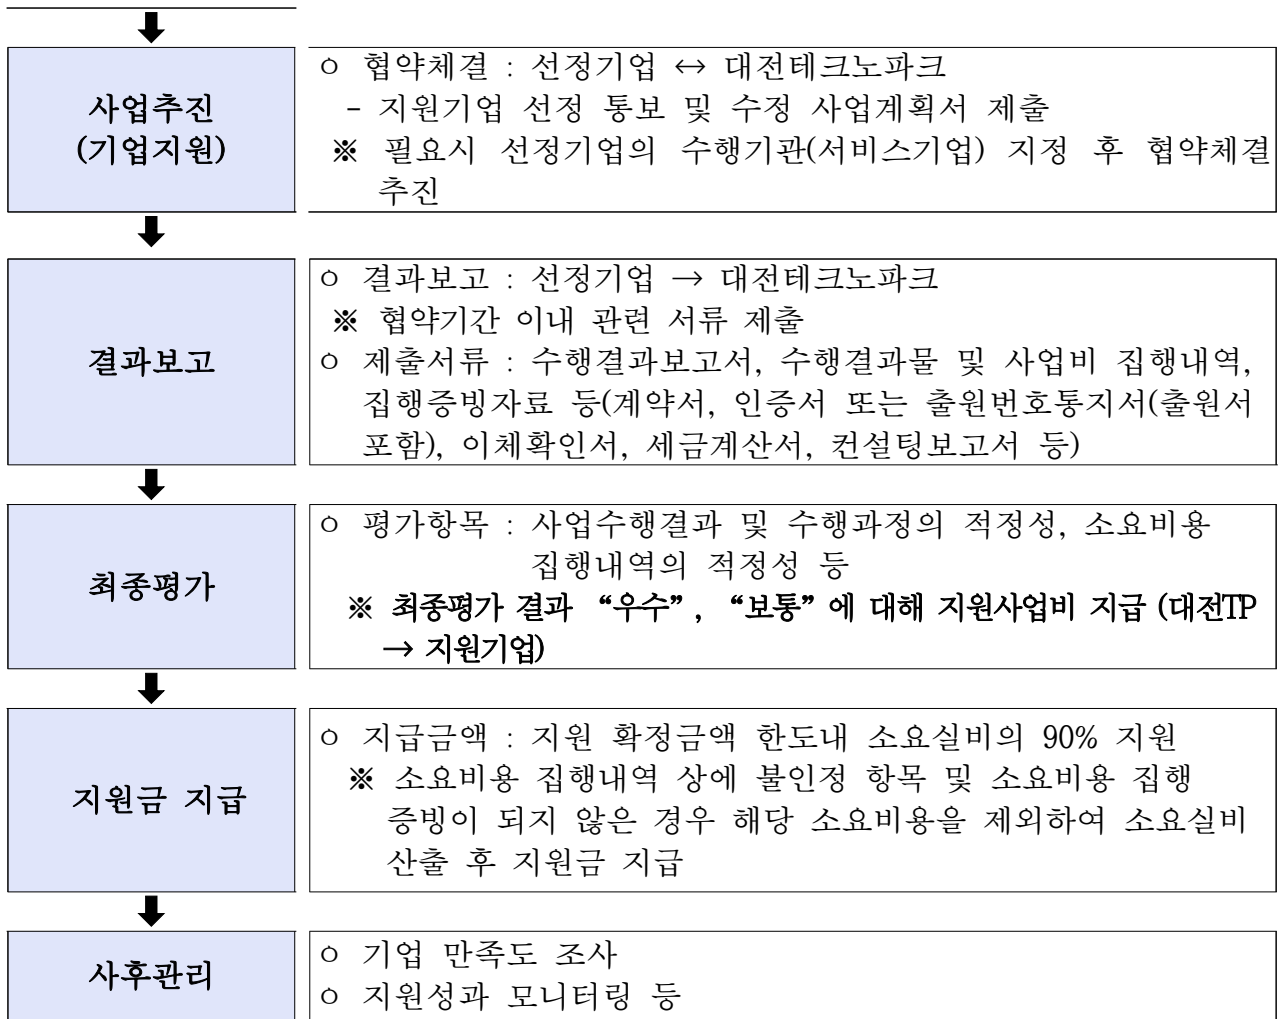 사업추진
(기업지원)
ㅇ 협약체결 : 선정기업 ↔ 대전테크노파크
- 지원기업 선정 통보 및 수정 사업계획서 제출
※ 필요시 선정기업의 수행기관(서비스기업) 지정 후 협약체결
추진
결과보고
ㅇ 결과보고 : 선정기업 → 대전테크노파크
※ 협약기간 이내 관련 서류 제출
ㅇ 제출서류 : 수행결과보고서, 수행결과물 및 사업비 집행내역,
집행증빙자료 등(계약서, 인증서 또는 출원번호통지서(출원서
포함), 이체확인서, 세금계산서, 컨설팅보고서 등)
최종평가
ㅇ 평가항목 : 사업수행결과 및 수행과정의 적정성, 소요비용
집행내역의 적정성 등
※ 최종평가 결과 “우수”, “보통”에 대해 지원사업비 지급 (대전TP
→ 지원기업)
지원금 지급
ㅇ 지급금액 : 지원 확정금액 한도내 소요실비의 90% 지원
※ 소요비용 집행내역 상에 불인정 항목 및 소요비용 집행
증빙이 되지 않은 경우 해당 소요비용을 제외하여 소요실비
산출 후 지원금 지급
사후관리
ㅇ 기업 만족도 조사
ㅇ 지원성과 모니터링 등